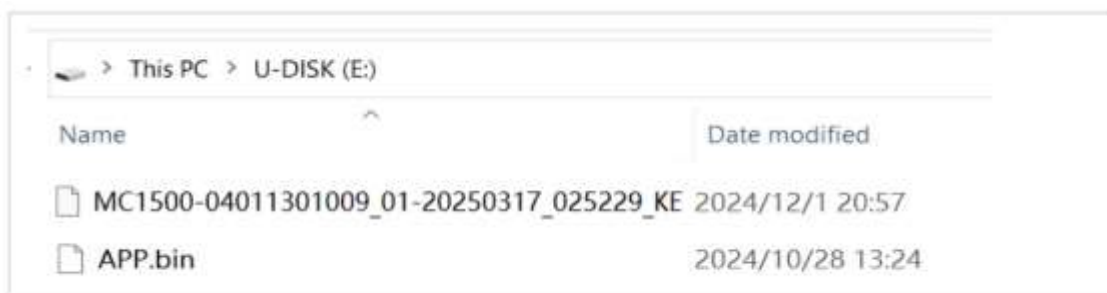 > This PC > U-DISK (E:)
Name Date modified
MC1500-04011301009_01-20250317_025229_KE 2024/12/1 20:57
APP.bin 2024/10/28 13:24